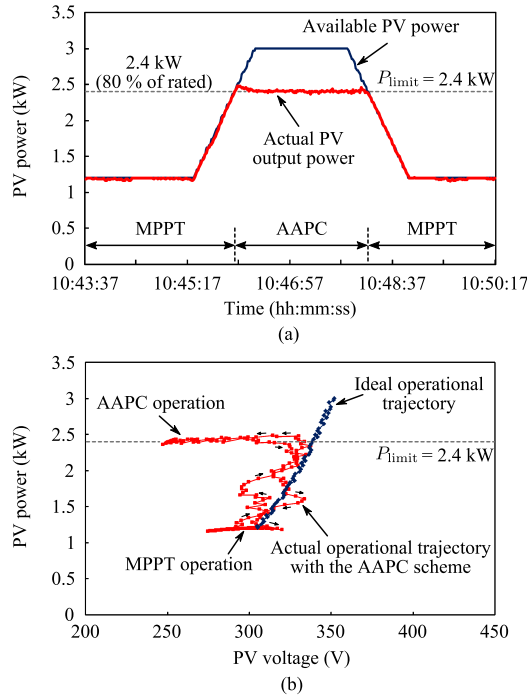 (a)
3.5
3
2.5
2
1.5
1
0.5
0
PV power (kW)
Available PV power
2.4 kW
(80 % of rated)
Plimit = 2.4 kW
Actual PV
output power
MPPT
AAPC
MPPT
10:43:37
10:45:17
10:46:57
10:48:37
10:50:17
Time (hh:mm:ss)
(a)
3.5
3
2.5
2
1.5
1
0.5
0
PV power (kW)
AAPC operation
Ideal operational
trajectory
Plimit = 2.4 kW
MPPT operation
Actual operational trajectory
with the AAPC scheme
200
250
300
350
400
450
PV voltage (V)
(b)